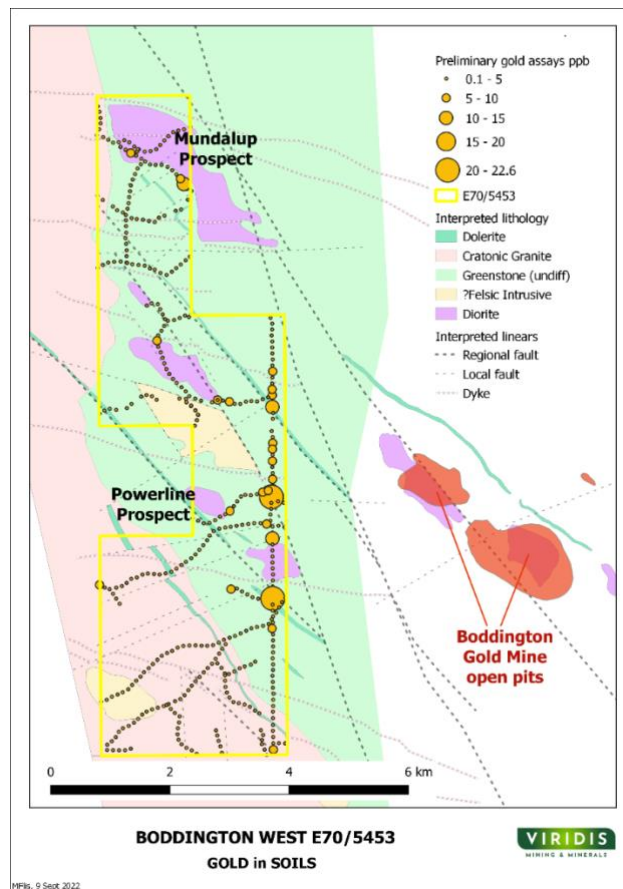 Preliminary gold assays ppb
0.1 - 5
5 - 10
10 - 15
15 - 20
20 - 22.6
E70/5453
Interpreted lithology
Dolerite
Cratonic Granite
Greenstone (undiff)
?Felsic Intrusive
Diorite
Interpreted linears
Regional fault
Local fault
Dyke
Mundalup
Prospect
Powerline
Prospect
Boddington
Gold Mine
open pits
0 2 4 6 km
BODDINGTON WEST E70/5453
GOLD in SOILS
VIRIDIS
MINING & MINERALS
MFlis, 9 Sept 2022